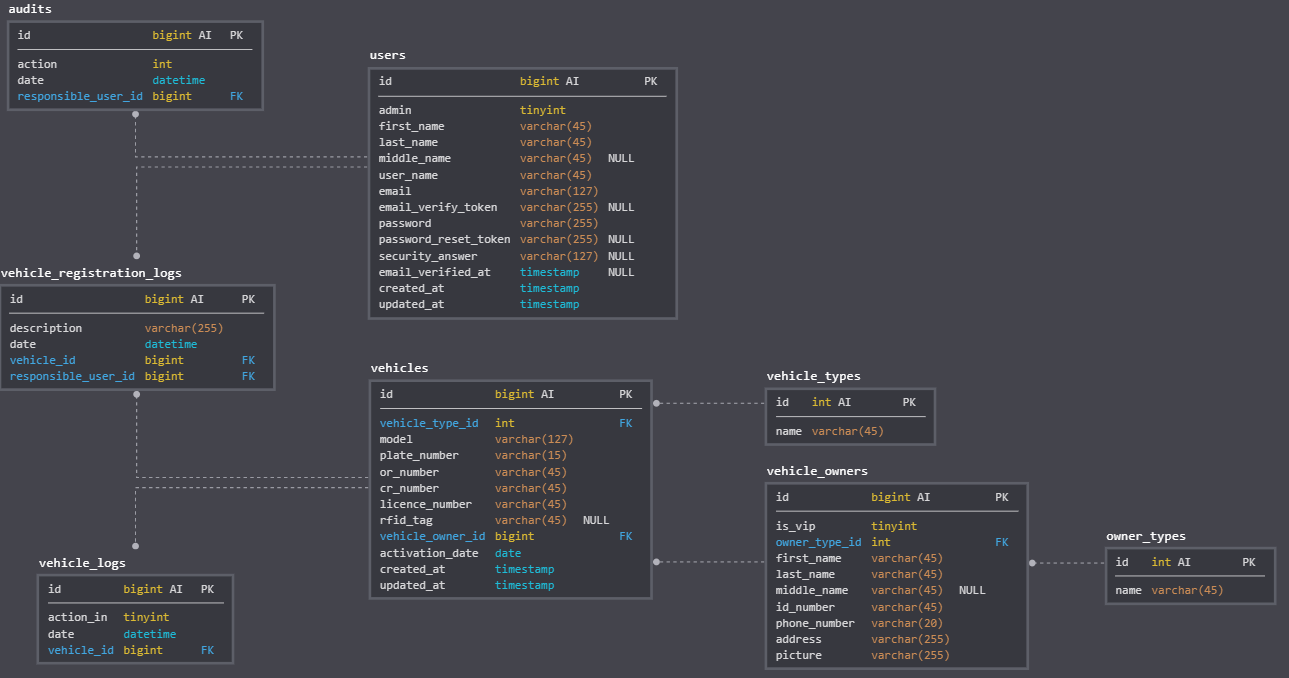 audits
id bigint AI PK
action int
date datetime
responsible_user_id bigint FK
users
id bigint AI PK
admin tinyint
first_name varchar(45)
last_name varchar(45)
middle_name varchar(45) NULL
user_name varchar(45)
email varchar(127)
email_verify_token varchar(255) NULL
password varchar(255)
password_reset_token varchar(255) NULL
security_answer varchar(127) NULL
email_verified_at timestamp NULL
created_at timestamp
updated_at timestamp
vehicle_registration_logs
id bigint AI PK
description varchar(255)
date datetime
vehicle_id bigint FK
responsible_user_id bigint FK
vehicles
id bigint AI PK
vehicle_type_id int FK
model varchar(127)
plate_number varchar(15)
or_number varchar(45)
cr_number varchar(45)
licence_number varchar(45)
rfid_tag varchar(45) NULL
vehicle_owner_id bigint FK
activation_date date
created_at timestamp
updated_at timestamp
vehicle_types
id int AI PK
name varchar(45)
vehicle_owners
id bigint AI PK
is_vip tinyint
owner_type_id int FK
first_name varchar(45)
last_name varchar(45)
middle_name varchar(45) NULL
id_number varchar(45)
phone_number varchar(20)
address varchar(255)
picture varchar(255)
owner_types
id int AI PK
name varchar(45)
vehicle_logs
id bigint AI PK
action_in tinyint
date datetime
vehicle_id bigint FK